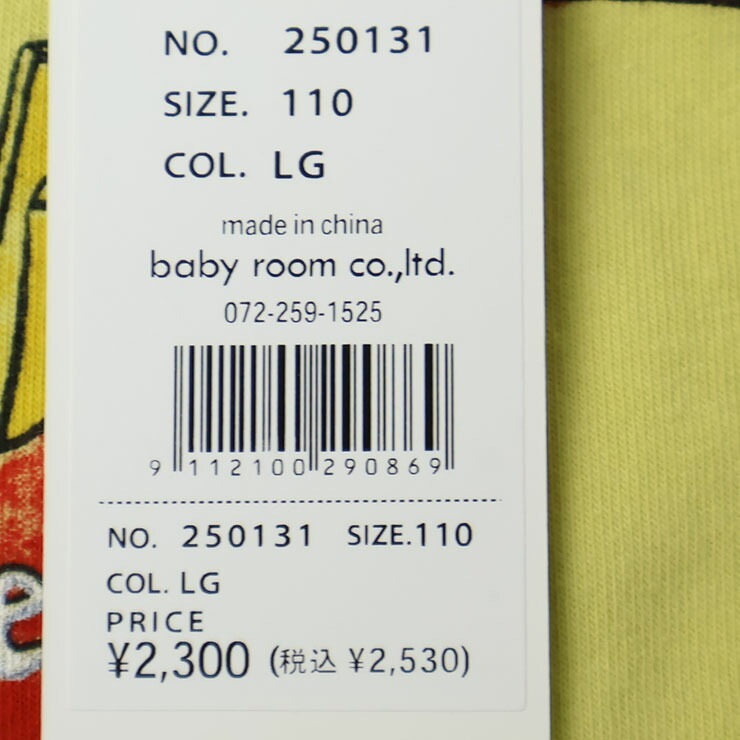 NO. 250131
SIZE. 110
COL. LG
made in china
baby room co.,ltd.
072-259-1525
9 112100 290869
NO. 250131 SIZE.110
COL. LG
PRICE
¥2,300 (税込 ¥2,530)
e